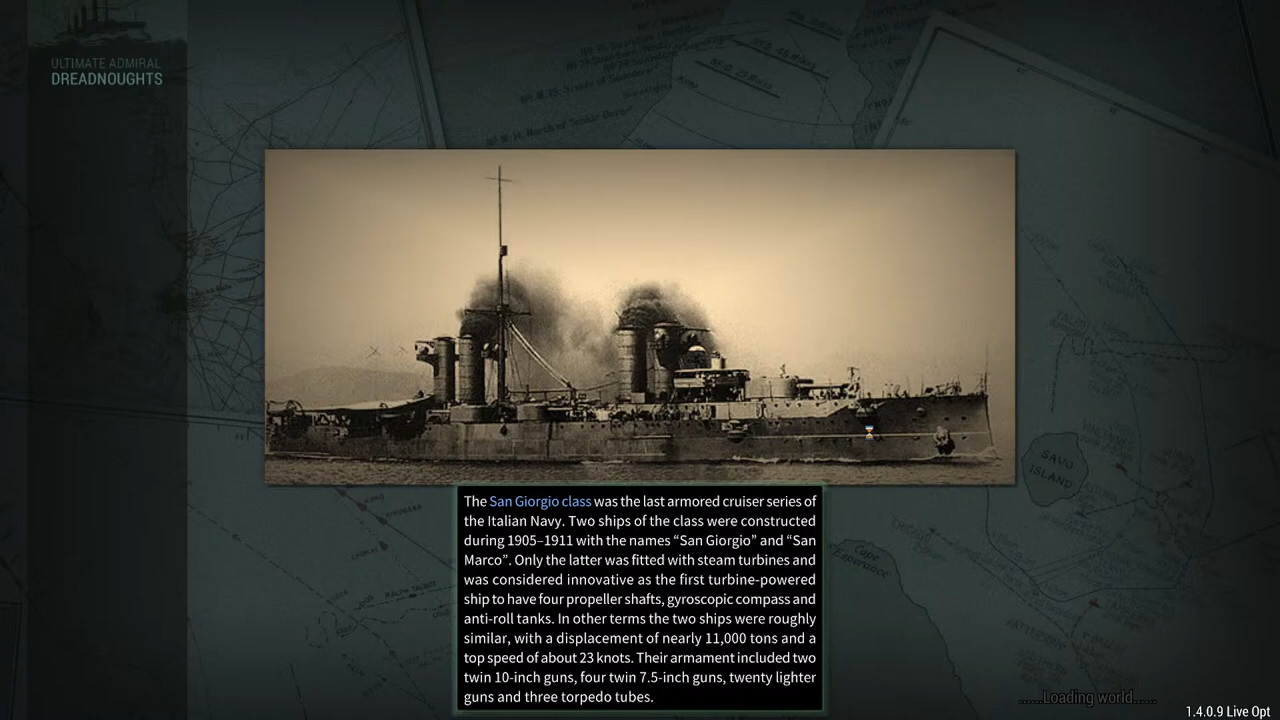 ULTIMATE ADMIRAL
DREADNOUGHTS
The San Giorgio class was the last armored cruiser series of
the Italian Navy. Two ships of the class were constructed
during 1905–1911 with the names “San Giorgio” and “San
Marco”. Only the latter was fitted with steam turbines and
was considered innovative as the first turbine-powered
ship to have four propeller shafts, gyroscopic compass and
anti-roll tanks. In other terms the two ships were roughly
similar, with a displacement of nearly 11,000 tons and a
top speed of about 23 knots. Their armament included two
twin 10-inch guns, four twin 7.5-inch guns, twenty lighter
guns and three torpedo tubes.
SAVO
ISLAND
Cape
Esperance
......Loading world......
1.4.0.9 Live Opt